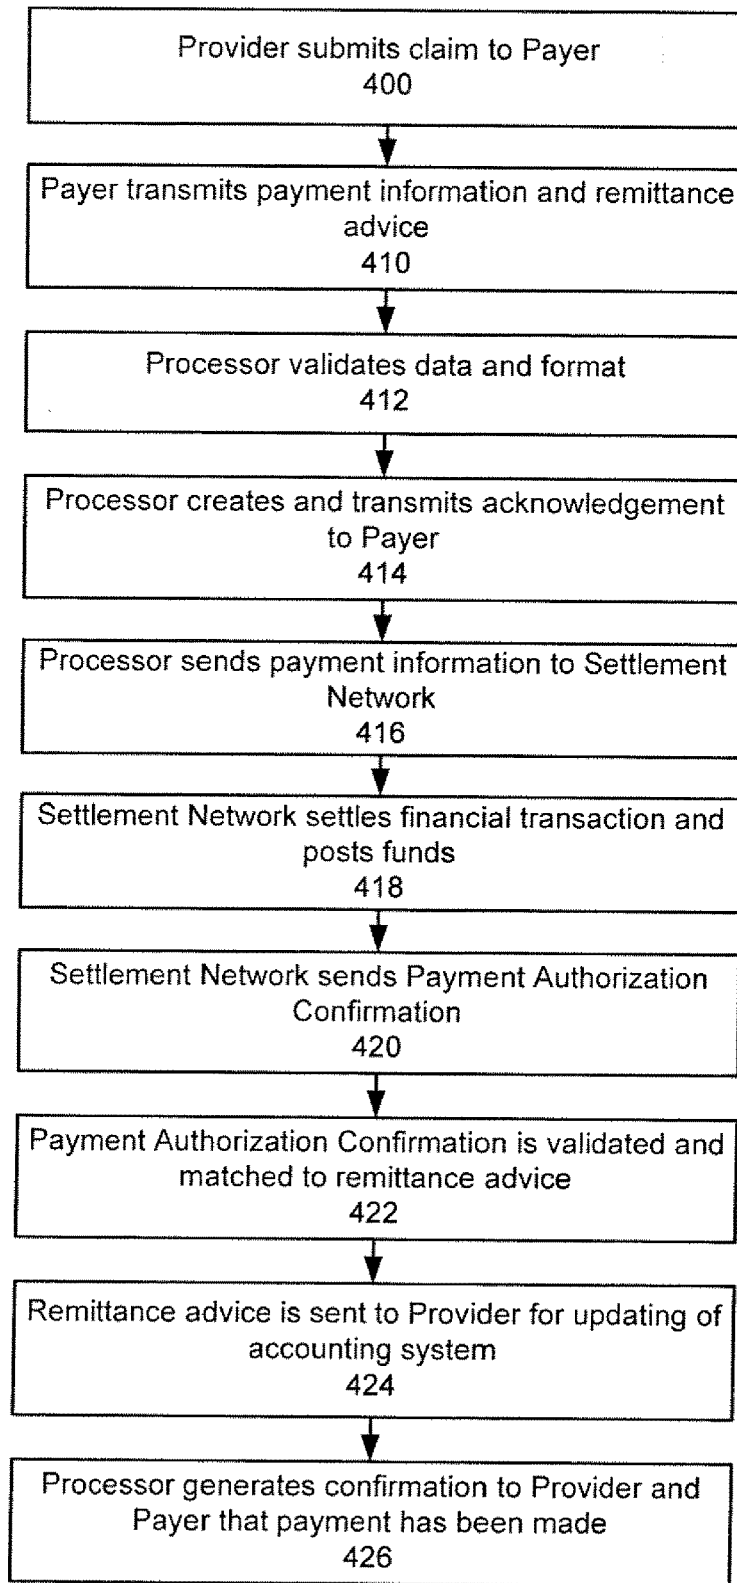 Provider submits claim to Payer
400
Payer transmits payment information and remittance
advice
410
Processor validates data and format
412
Processor creates and transmits acknowledgement
to Payer
414
Processor sends payment information to Settlement
Network
416
Settlement Network settles financial transaction and
posts funds
418
Settlement Network sends Payment Authorization
Confirmation
420
Payment Authorization Confirmation is validated and
matched to remittance advice
422
Remittance advice is sent to Provider for updating of
accounting system
424
Processor generates confirmation to Provider and
Payer that payment has been made
426